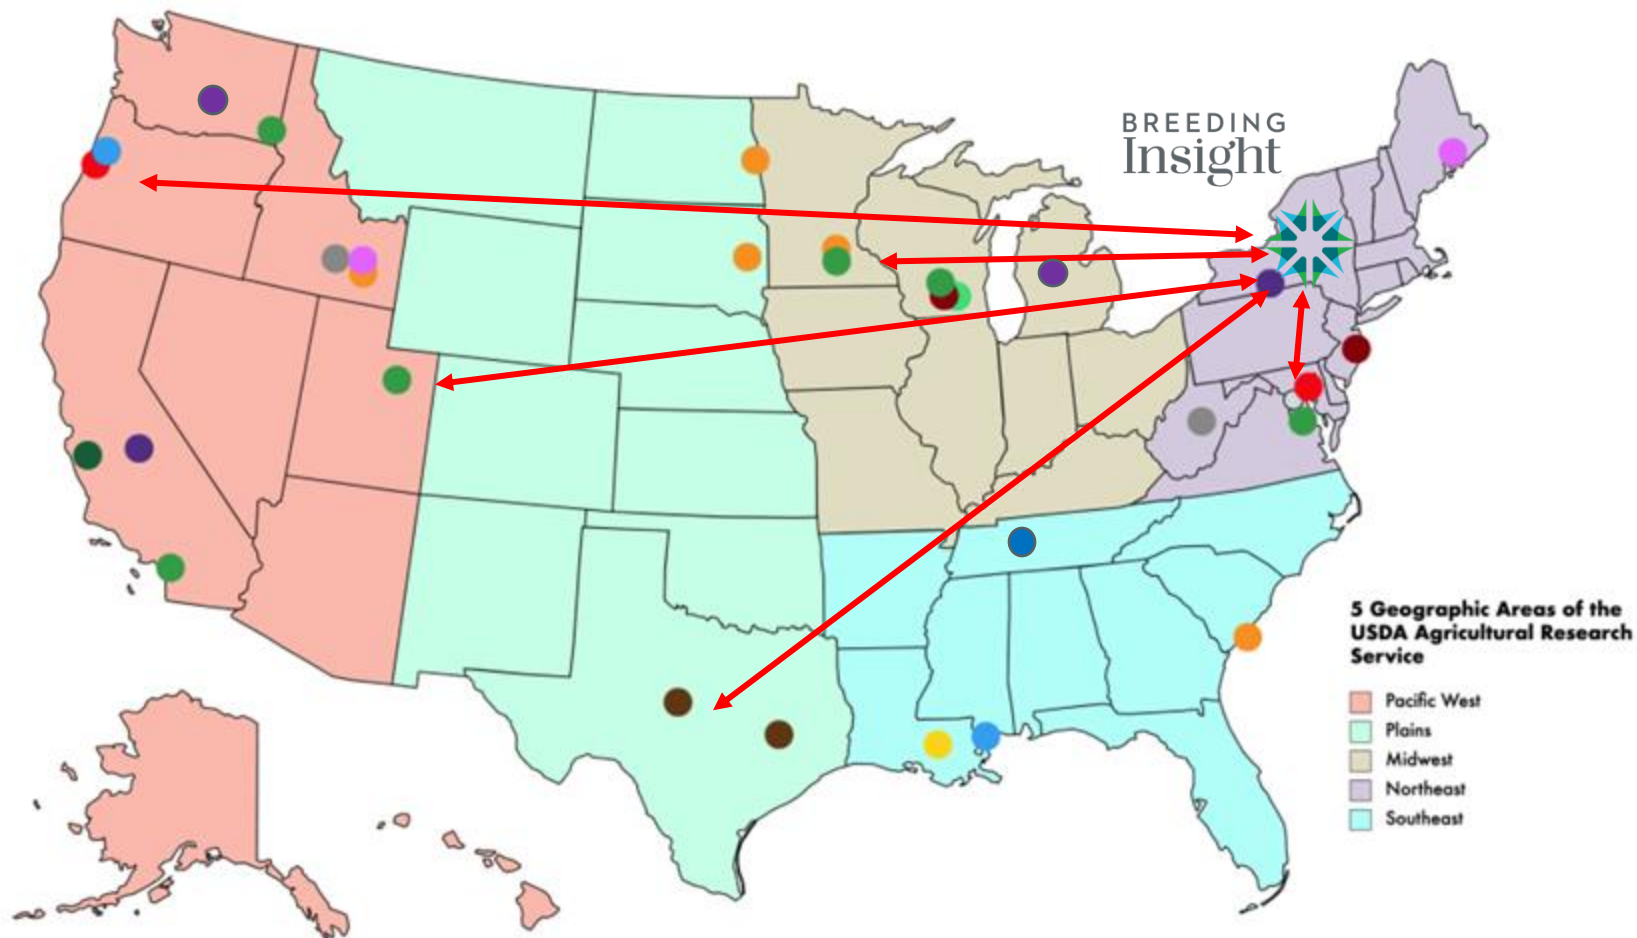 BREEDING
Insight
5 Geographic Areas of the
USDA Agricultural Research
Service
Pacific West
Plains
Midwest
Northeast
Southeast